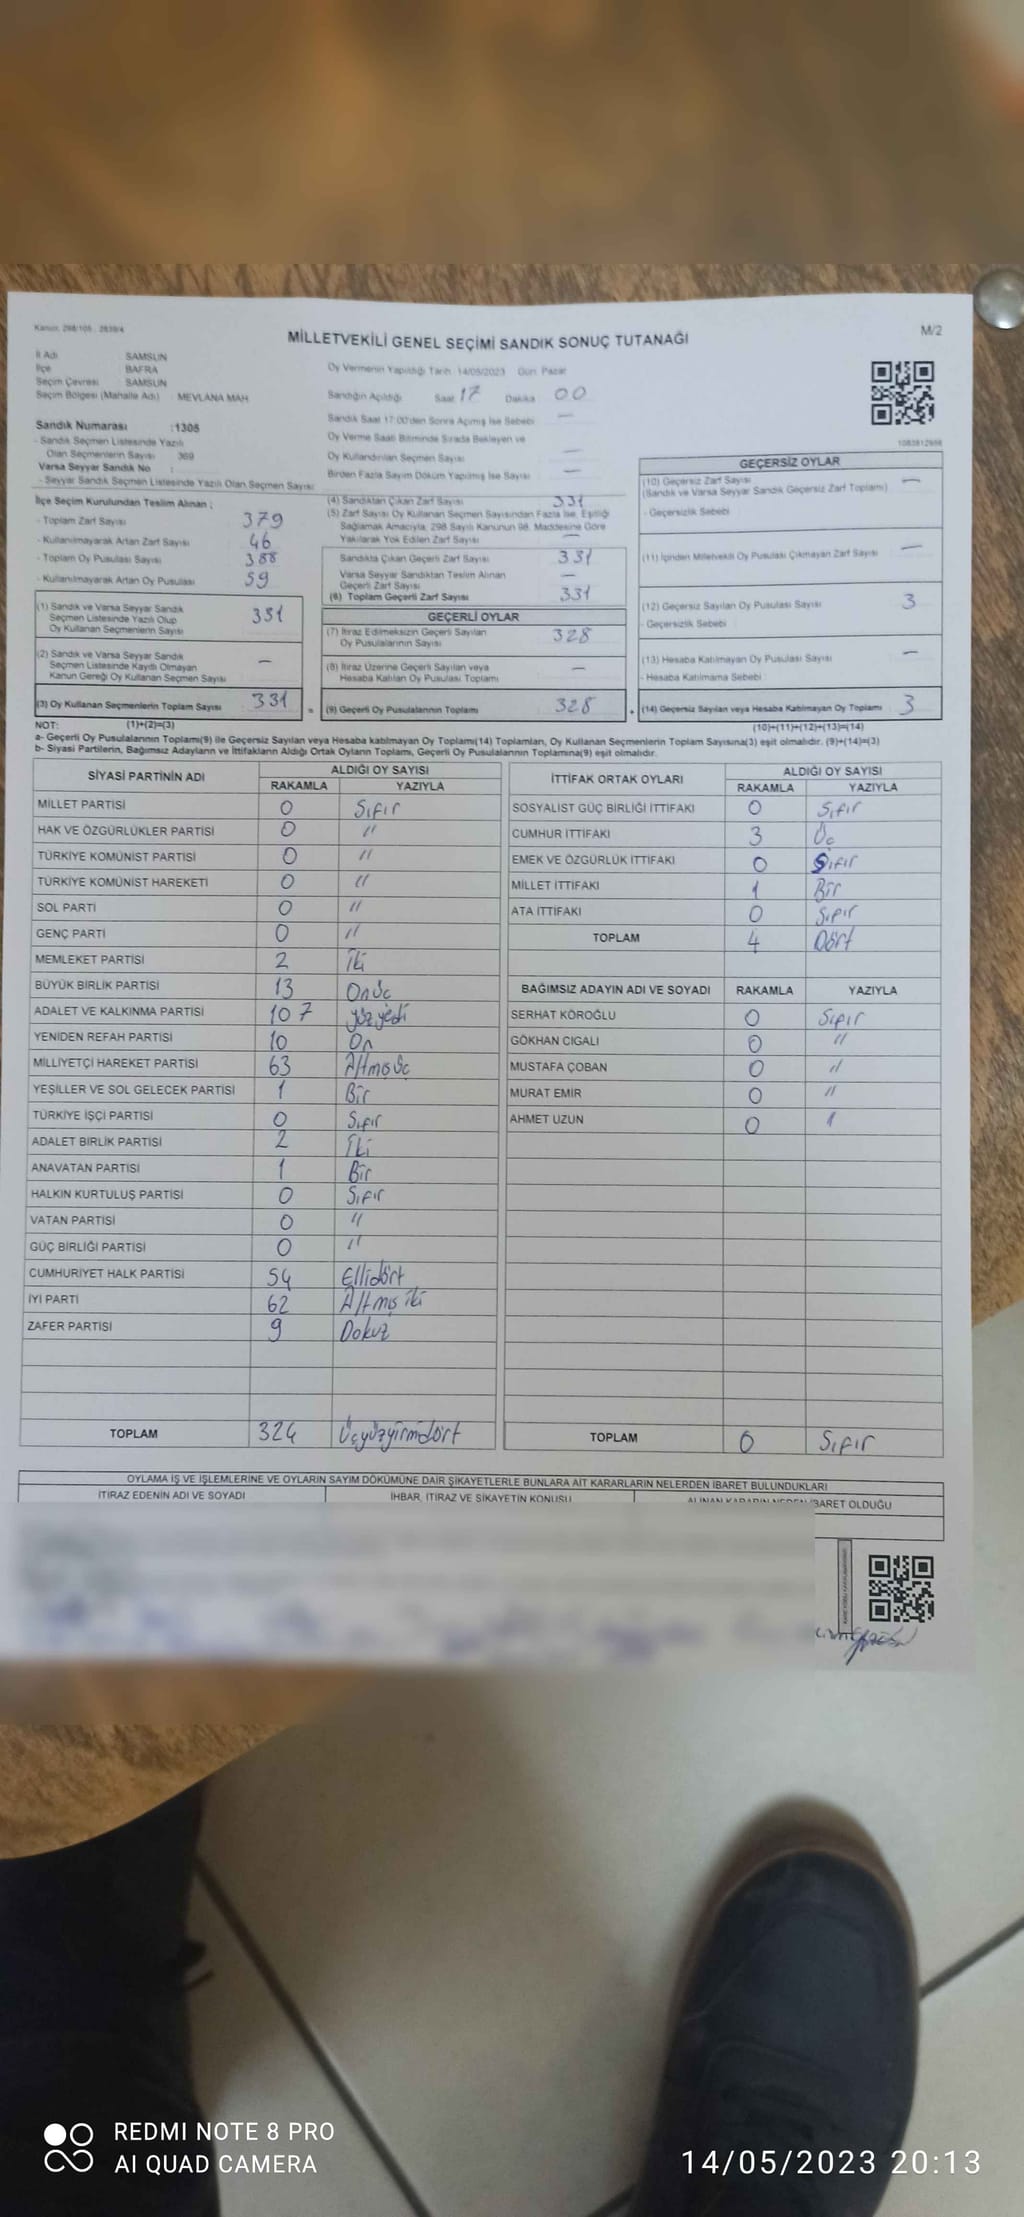 Kanun: 298/105 , 2839/4
MİLLETVEKİLİ GENEL SEÇİMİ SANDIK SONUÇ TUTANAĞI
M/2
İl Adı SAMSUN
İlçe BAFRA
Seçim Çevresi SAMSUN
Seçim Bölgesi (Mahalle Adı) : MEVLANA MAH
Oy Vermenin Yapıldığı Tarih :14/05/2023 Gün: Pazar
Sandığın Açıldığı Saat 17 Dakika 00
Sandık Saat 17:00'den Sonra Açımış İse Sebebi —
Oy Verme Saati Bitiminde Sırada Bekleyen ve
Oy Kullandırılan Seçmen Sayısı —
Birden Fazla Sayım Döküm Yapılmış İse Sayısı —
Sandık Numarası :1305
- Sandık Seçmen Listesinde Yazılı
Olan Seçmenlerin Sayısı 369
Varsa Seyyar Sandık No :
- Seyyar Sandık Seçmen Listesinde Yazılı Olan Seçmen Sayısı:
İlçe Seçim Kurulundan Teslim Alınan ;
- Toplam Zarf Sayısı 379
- Kullanılmayarak Artan Zarf Sayısı 46
- Toplam Oy Pusulası Sayısı 388
- Kullanılmayarak Artan Oy Pusulası 59
(1) Sandık ve Varsa Seyyar Sandık
Seçmen Listesinde Yazılı Olup
Oy Kullanan Seçmenlerin Sayısı 331
(2) Sandık ve Varsa Seyyar Sandık
Seçmen Listesinde Kayıtlı Olmayan
Kanun Gereği Oy Kullanan Seçmen Sayısı —
(3) Oy Kullanan Seçmenlerin Toplam Sayısı 331 =
(4) Sandıktan Çıkan Zarf Sayısı 331
(5) Zarf Sayısı Oy Kullanan Seçmen Sayısından Fazla İse, Eşitliği
Sağlamak Amacıyla, 298 Sayılı Kanunun 98. Maddesine Göre
Yakılarak Yok Edilen Zarf Sayısı —
Sandıkta Çıkan Geçerli Zarf Sayısı 331
Varsa Seyyar Sandıktan Teslim Alınan
Geçerli Zarf Sayısı —
(6) Toplam Geçerli Zarf Sayısı 331
GEÇERLİ OYLAR
(7) İtiraz Edilmeksizin Geçerli Sayılan
Oy Pusulalarının Sayısı 328
(8) İtiraz Üzerine Geçerli Sayılan veya
Hesaba Katılan Oy Pusulası Toplamı —
(9) Geçerli Oy Pusulalarının Toplamı 328 +
1083812898
GEÇERSİZ OYLAR
(10) Geçersiz Zarf Sayısı —
(Sandık ve Varsa Seyyar Sandık Geçersiz Zarf Toplamı)
- Geçersizlik Sebebi
(11) İçinden Milletvekili Oy Pusulası Çıkmayan Zarf Sayısı —
(12) Geçersiz Sayılan Oy Pusulası Sayısı 3
- Geçersizlik Sebebi
(13) Hesaba Katılmayan Oy Pusulası Sayısı —
- Hesaba Katılmama Sebebi
(14) Geçersiz Sayılan veya Hesaba Katılmayan Oy Toplamı 3
NOT: (1)+(2)=(3) (10)+(11)+(12)+(13)=(14)
a- Geçerli Oy Pusulalarının Toplamı(9) ile Geçersiz Sayılan veya Hesaba katılmayan Oy Toplamı(14) Toplamları, Oy Kullanan Seçmenlerin Toplam Sayısına(3) eşit olmalıdır. (9)+(14)=(3)
b- Siyasi Partilerin, Bağımsız Adayların ve İttifakların Aldığı Ortak Oyların Toplamı, Geçerli Oy Pusulalarının Toplamına(9) eşit olmalıdır.
SİYASİ PARTİNİN ADI ALDIĞI OY SAYISI
RAKAMLA YAZIYLA
MİLLET PARTİSİ 0 Sıfır
HAK VE ÖZGÜRLÜKLER PARTİSİ 0 "
TÜRKİYE KOMÜNİST PARTİSİ 0 "
TÜRKİYE KOMÜNİST HAREKETİ 0 "
SOL PARTİ 0 "
GENÇ PARTİ 0 "
MEMLEKET PARTİSİ 2 İki
BÜYÜK BİRLİK PARTİSİ 13 Onüç
ADALET VE KALKINMA PARTİSİ 107 yüzyedi
YENİDEN REFAH PARTİSİ 10 On
MİLLİYETÇİ HAREKET PARTİSİ 63 Altmışüç
YEŞİLLER VE SOL GELECEK PARTİSİ 1 Bir
TÜRKİYE İŞÇİ PARTİSİ 0 Sıfır
ADALET BİRLİK PARTİSİ 2 İki
ANAVATAN PARTİSİ 1 Bir
HALKIN KURTULUŞ PARTİSİ 0 Sıfır
VATAN PARTİSİ 0 "
GÜÇ BİRLİĞİ PARTİSİ 0 "
CUMHURİYET HALK PARTİSİ 54 Ellidört
İYİ PARTİ 62 Altmış iki
ZAFER PARTİSİ 9 Dokuz
TOPLAM 324 Üçyüzyirmidört
İTTİFAK ORTAK OYLARI ALDIĞI OY SAYISI
RAKAMLA YAZIYLA
SOSYALİST GÜÇ BİRLİĞİ İTTİFAKI 0 Sıfır
CUMHUR İTTİFAKI 3 Üç
EMEK VE ÖZGÜRLÜK İTTİFAKI 0 Sıfır
MİLLET İTTİFAKI 1 Bir
ATA İTTİFAKI 0 Sıfır
TOPLAM 4 Dört
BAĞIMSIZ ADAYIN ADI VE SOYADI RAKAMLA YAZIYLA
SERHAT KÖROĞLU 0 Sıfır
GÖKHAN CIGALI 0 "
MUSTAFA ÇOBAN 0 "
MURAT EMİR 0 "
AHMET UZUN 0
TOPLAM 0 Sıfır
OYLAMA İŞ VE İŞLEMLERİNE VE OYLARIN SAYIM DÖKÜMÜNE DAİR ŞİKAYETLERLE BUNLARA AİT KARARLARIN NELERDEN İBARET BULUNDUKLARI
İTİRAZ EDENİN ADI VE SOYADI İHBAR, İTİRAZ VE ŞİKAYETİN KONUSU ALINAN KARARIN NEDEN İBARET OLDUĞU
REDMI NOTE 8 PRO
AI QUAD CAMERA
14/05/2023 20:13